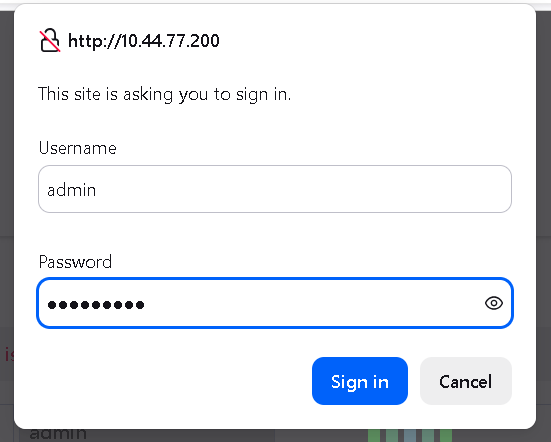 http://10.44.77.200
This site is asking you to sign in.
Username
admin
Password
●●●●●●●●●
Sign in
Cancel
is
admin